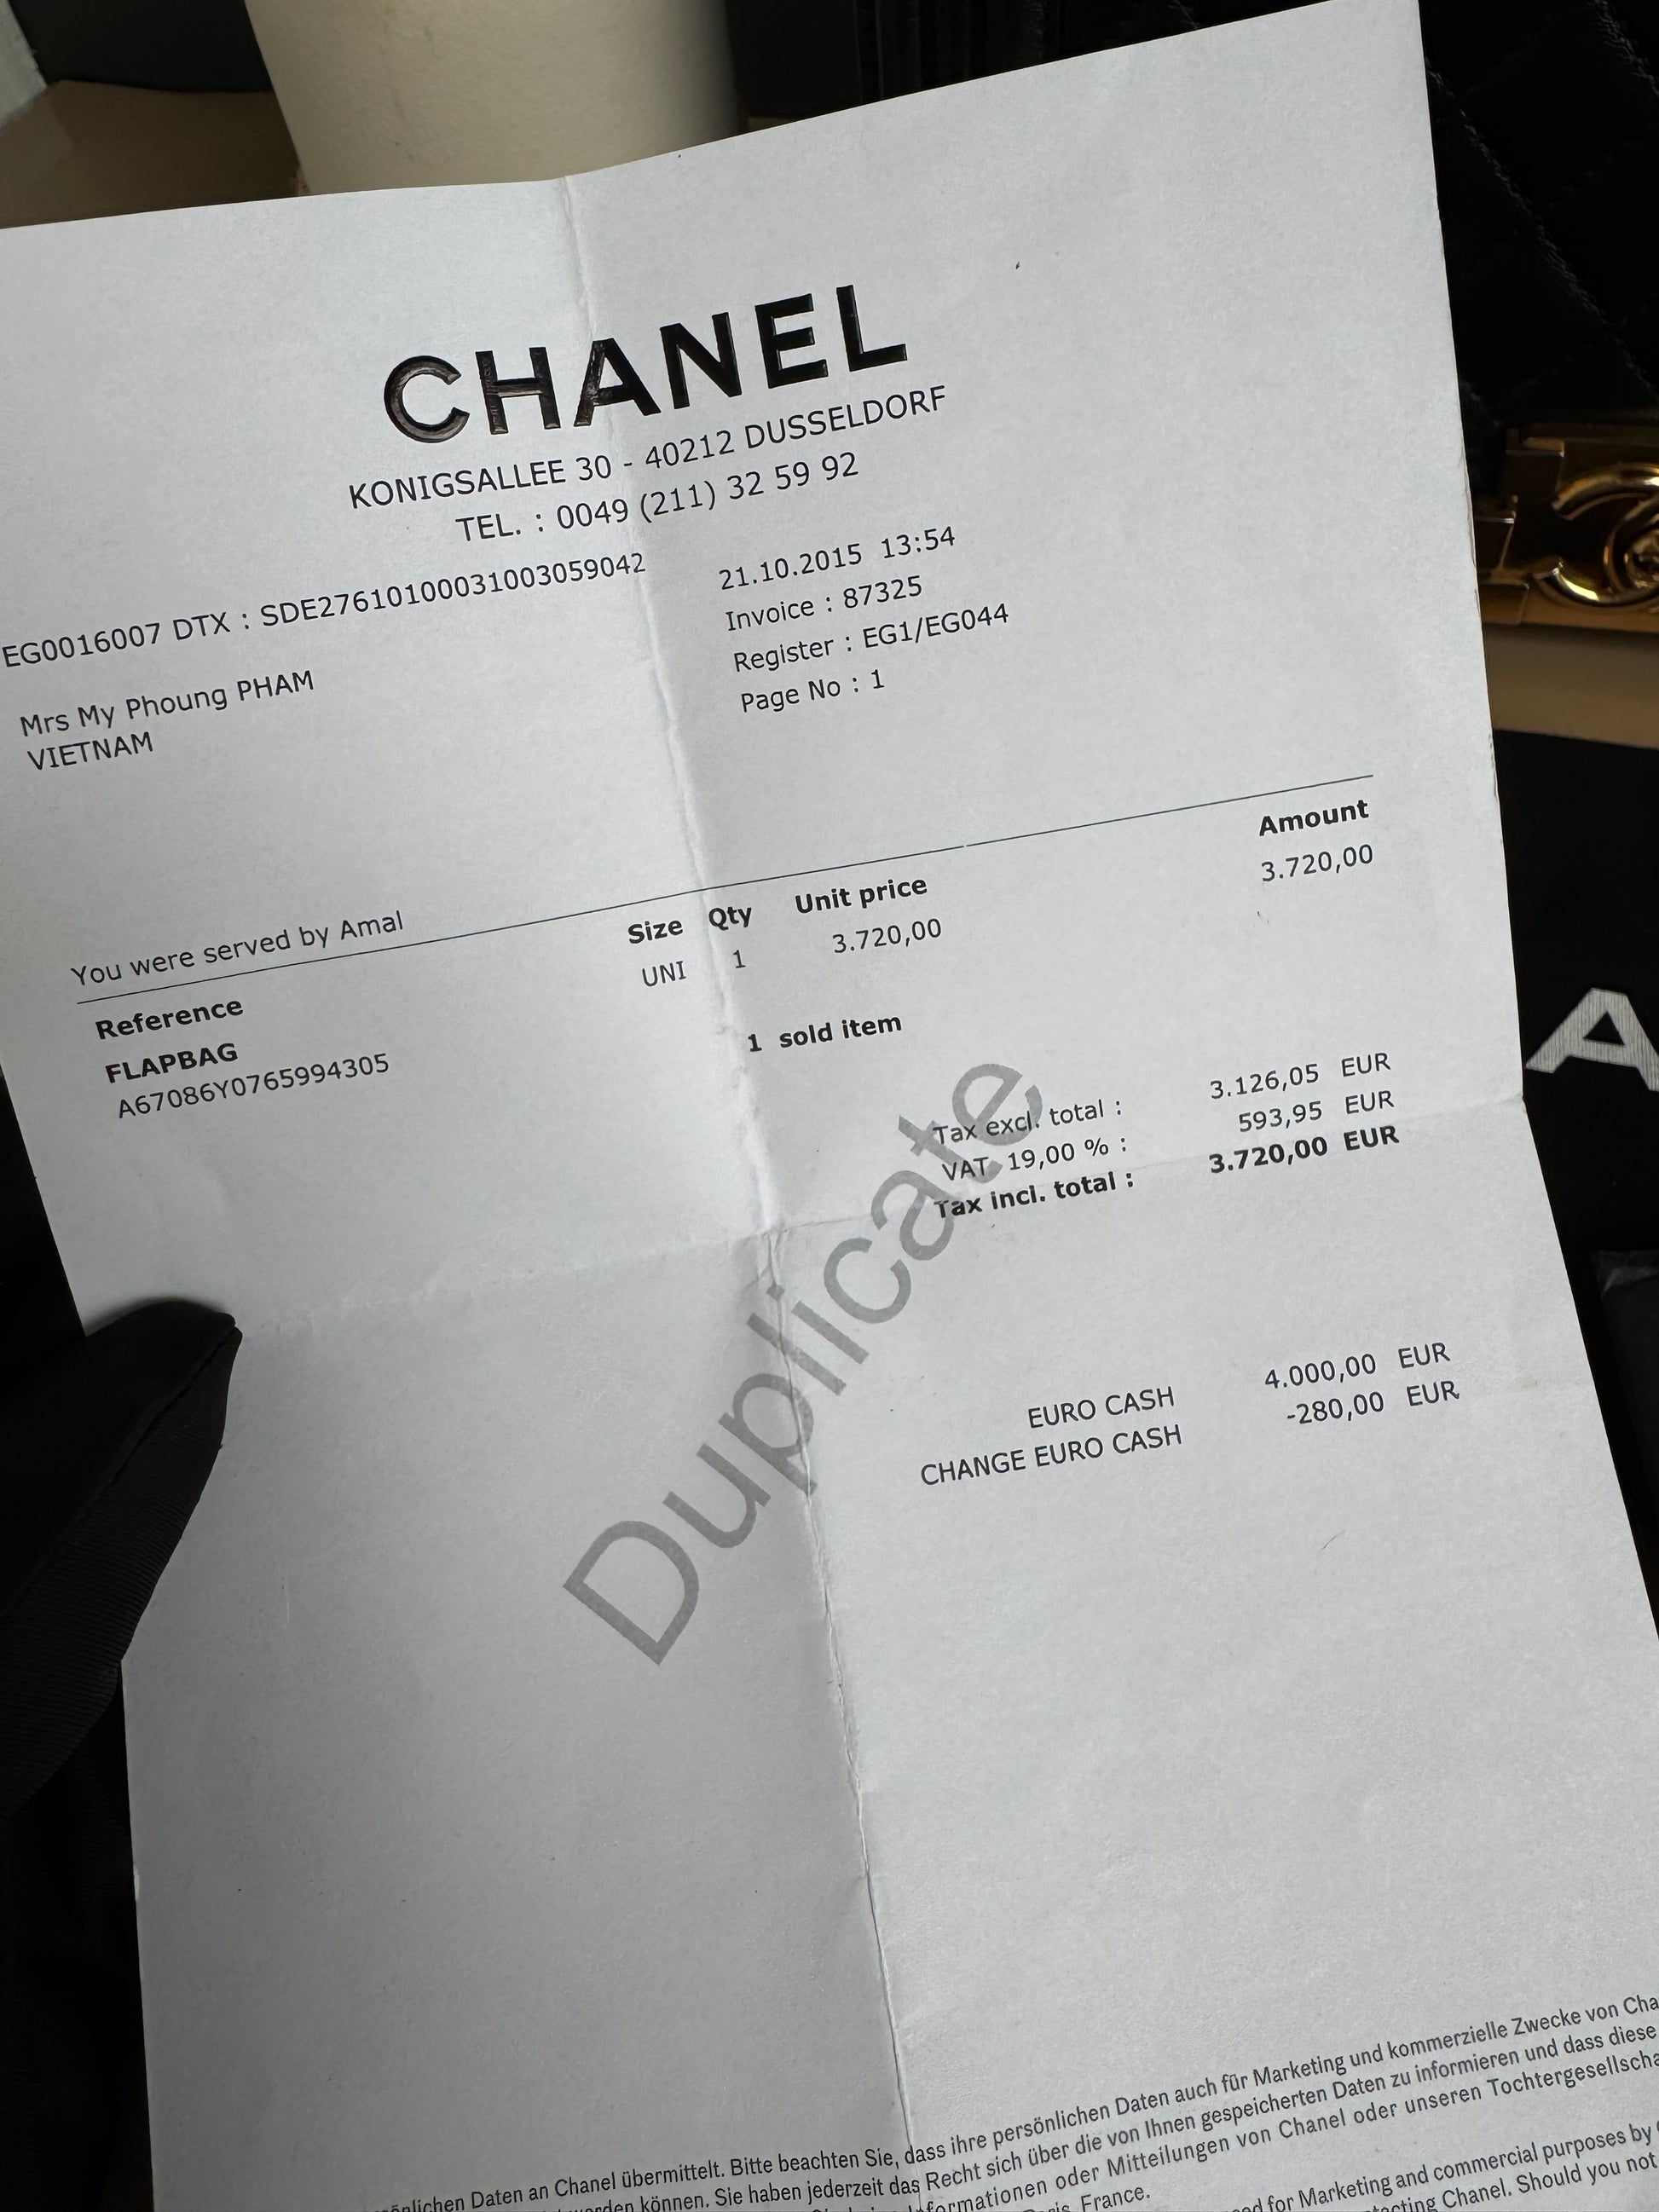 CHANEL
KONIGSALLEE 30 - 40212 DUSSELDORF
TEL. : 0049 (211) 32 59 92
EG0016007 DTX : SDE27610100031003059042
21.10.2015 13:54
Invoice : 87325
Register : EG1/EG044
Page No : 1
Mrs My Phoung PHAM
VIETNAM
You were served by Amal
Reference Size Qty Unit price Amount
FLAPBAG UNI 1 3.720,00 3.720,00
A67086Y0765994305
1 sold item
Tax excl. total : 3.126,05 EUR
VAT 19,00 % : 593,95 EUR
Tax incl. total : 3.720,00 EUR
Duplicate
EURO CASH 4.000,00 EUR
CHANGE EURO CASH -280,00 EUR
Daten an Chanel übermittelt. Bitte beachten Sie, dass ihre persönlichen Daten auch für Marketing und kommerzielle Zwecke von
können. Sie haben jederzeit das Recht sich über die von Ihnen gespeicherten Daten zu informieren und dass diese
oder Mitteilungen von Chanel oder unseren
France.
for Marketing and commercial purposes by
Chanel. Should you not
A